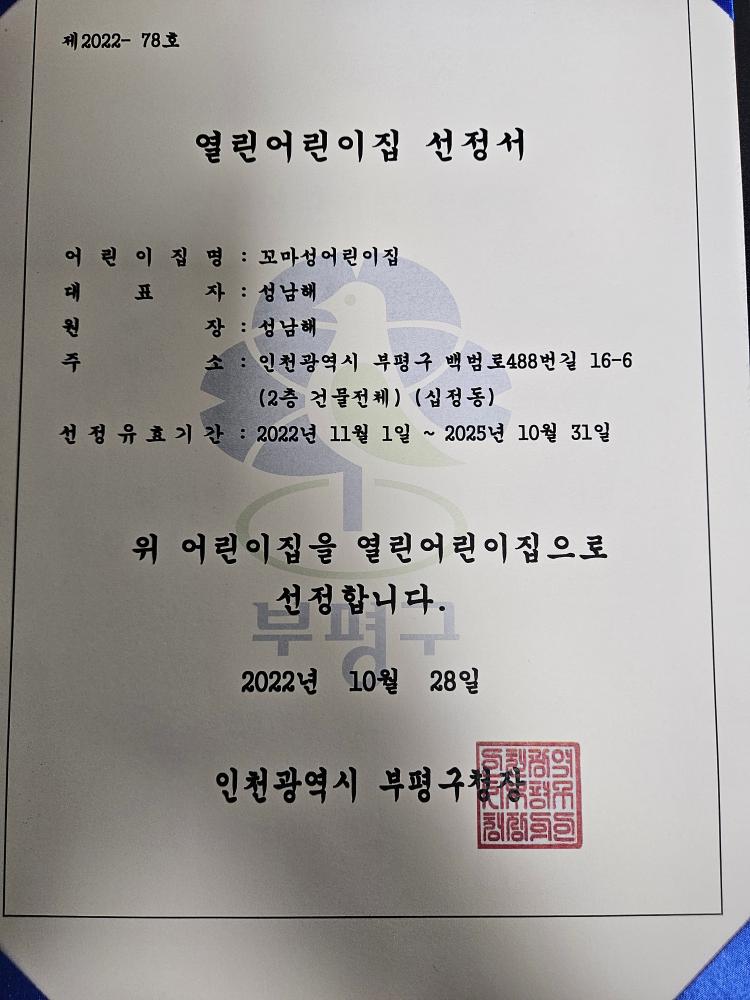 제2022- 78호
열린어린이집 선정서
어 린 이 집 명 : 꼬마성어린이집
대 표 자 : 성남해
원 장 : 성남해
주 소 : 인천광역시 부평구 백범로488번길 16-6
(2층 건물전체) (십정동)
선정유효기간 : 2022년 11월 1일 ~ 2025년 10월 31일
위 어린이집을 열린어린이집으로
선정합니다.
부평구
2022년 10월 28일
인천광역시 부평구청장